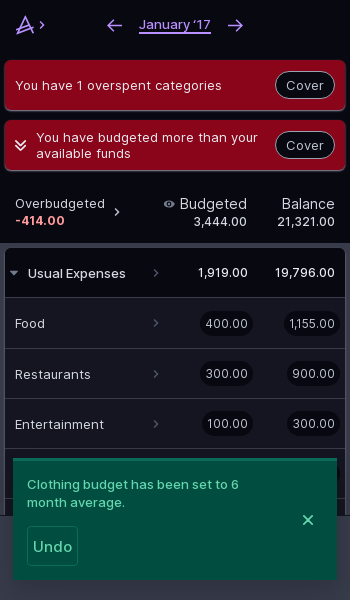 January ‘17
You have 1 overspent categories
Cover
You have budgeted more than your
available funds
Cover
Overbudgeted
-414.00
Budgeted
3,444.00
Balance
21,321.00
Usual Expenses 1,919.00 19,796.00
Food 400.00 1,155.00
Restaurants 300.00 900.00
Entertainment 100.00 300.00
Clothing budget has been set to 6
month average.
Undo